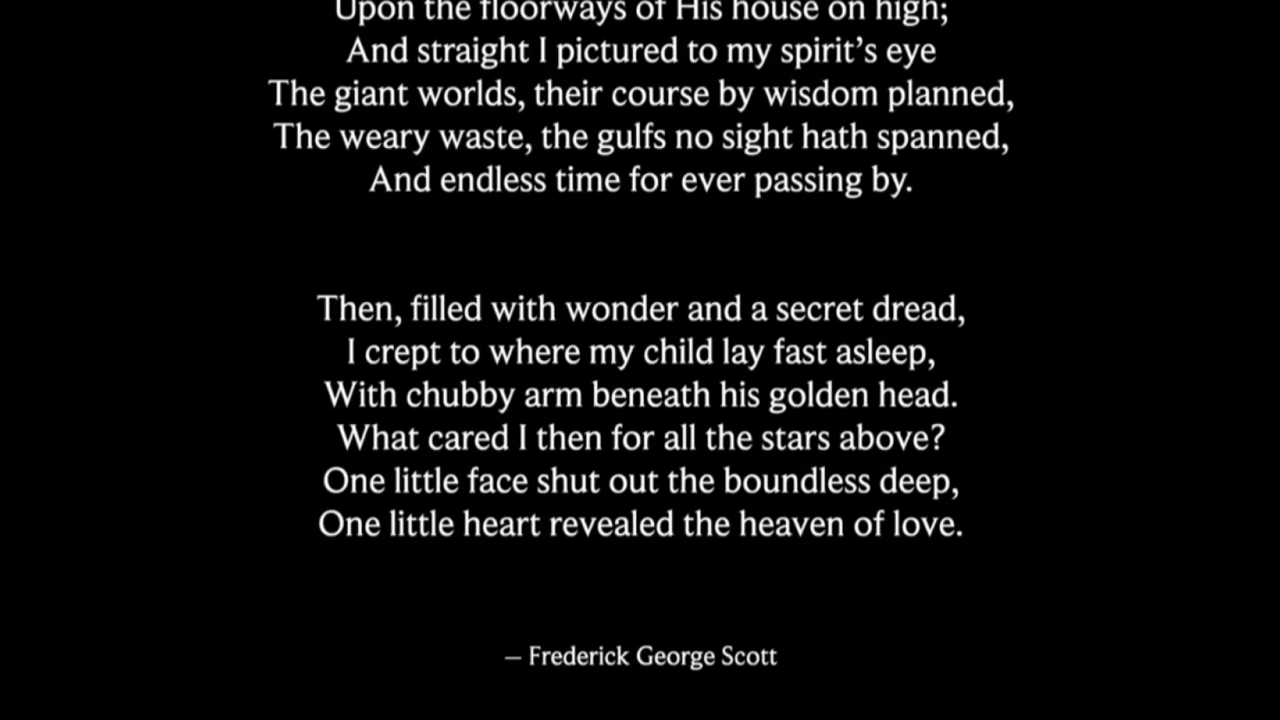 Upon the floorways of His house on high;
And straight I pictured to my spirit’s eye
The giant worlds, their course by wisdom planned,
The weary waste, the gulfs no sight hath spanned,
And endless time for ever passing by.
Then, filled with wonder and a secret dread,
I crept to where my child lay fast asleep,
With chubby arm beneath his golden head.
What cared I then for all the stars above?
One little face shut out the boundless deep,
One little heart revealed the heaven of love.
– Frederick George Scott